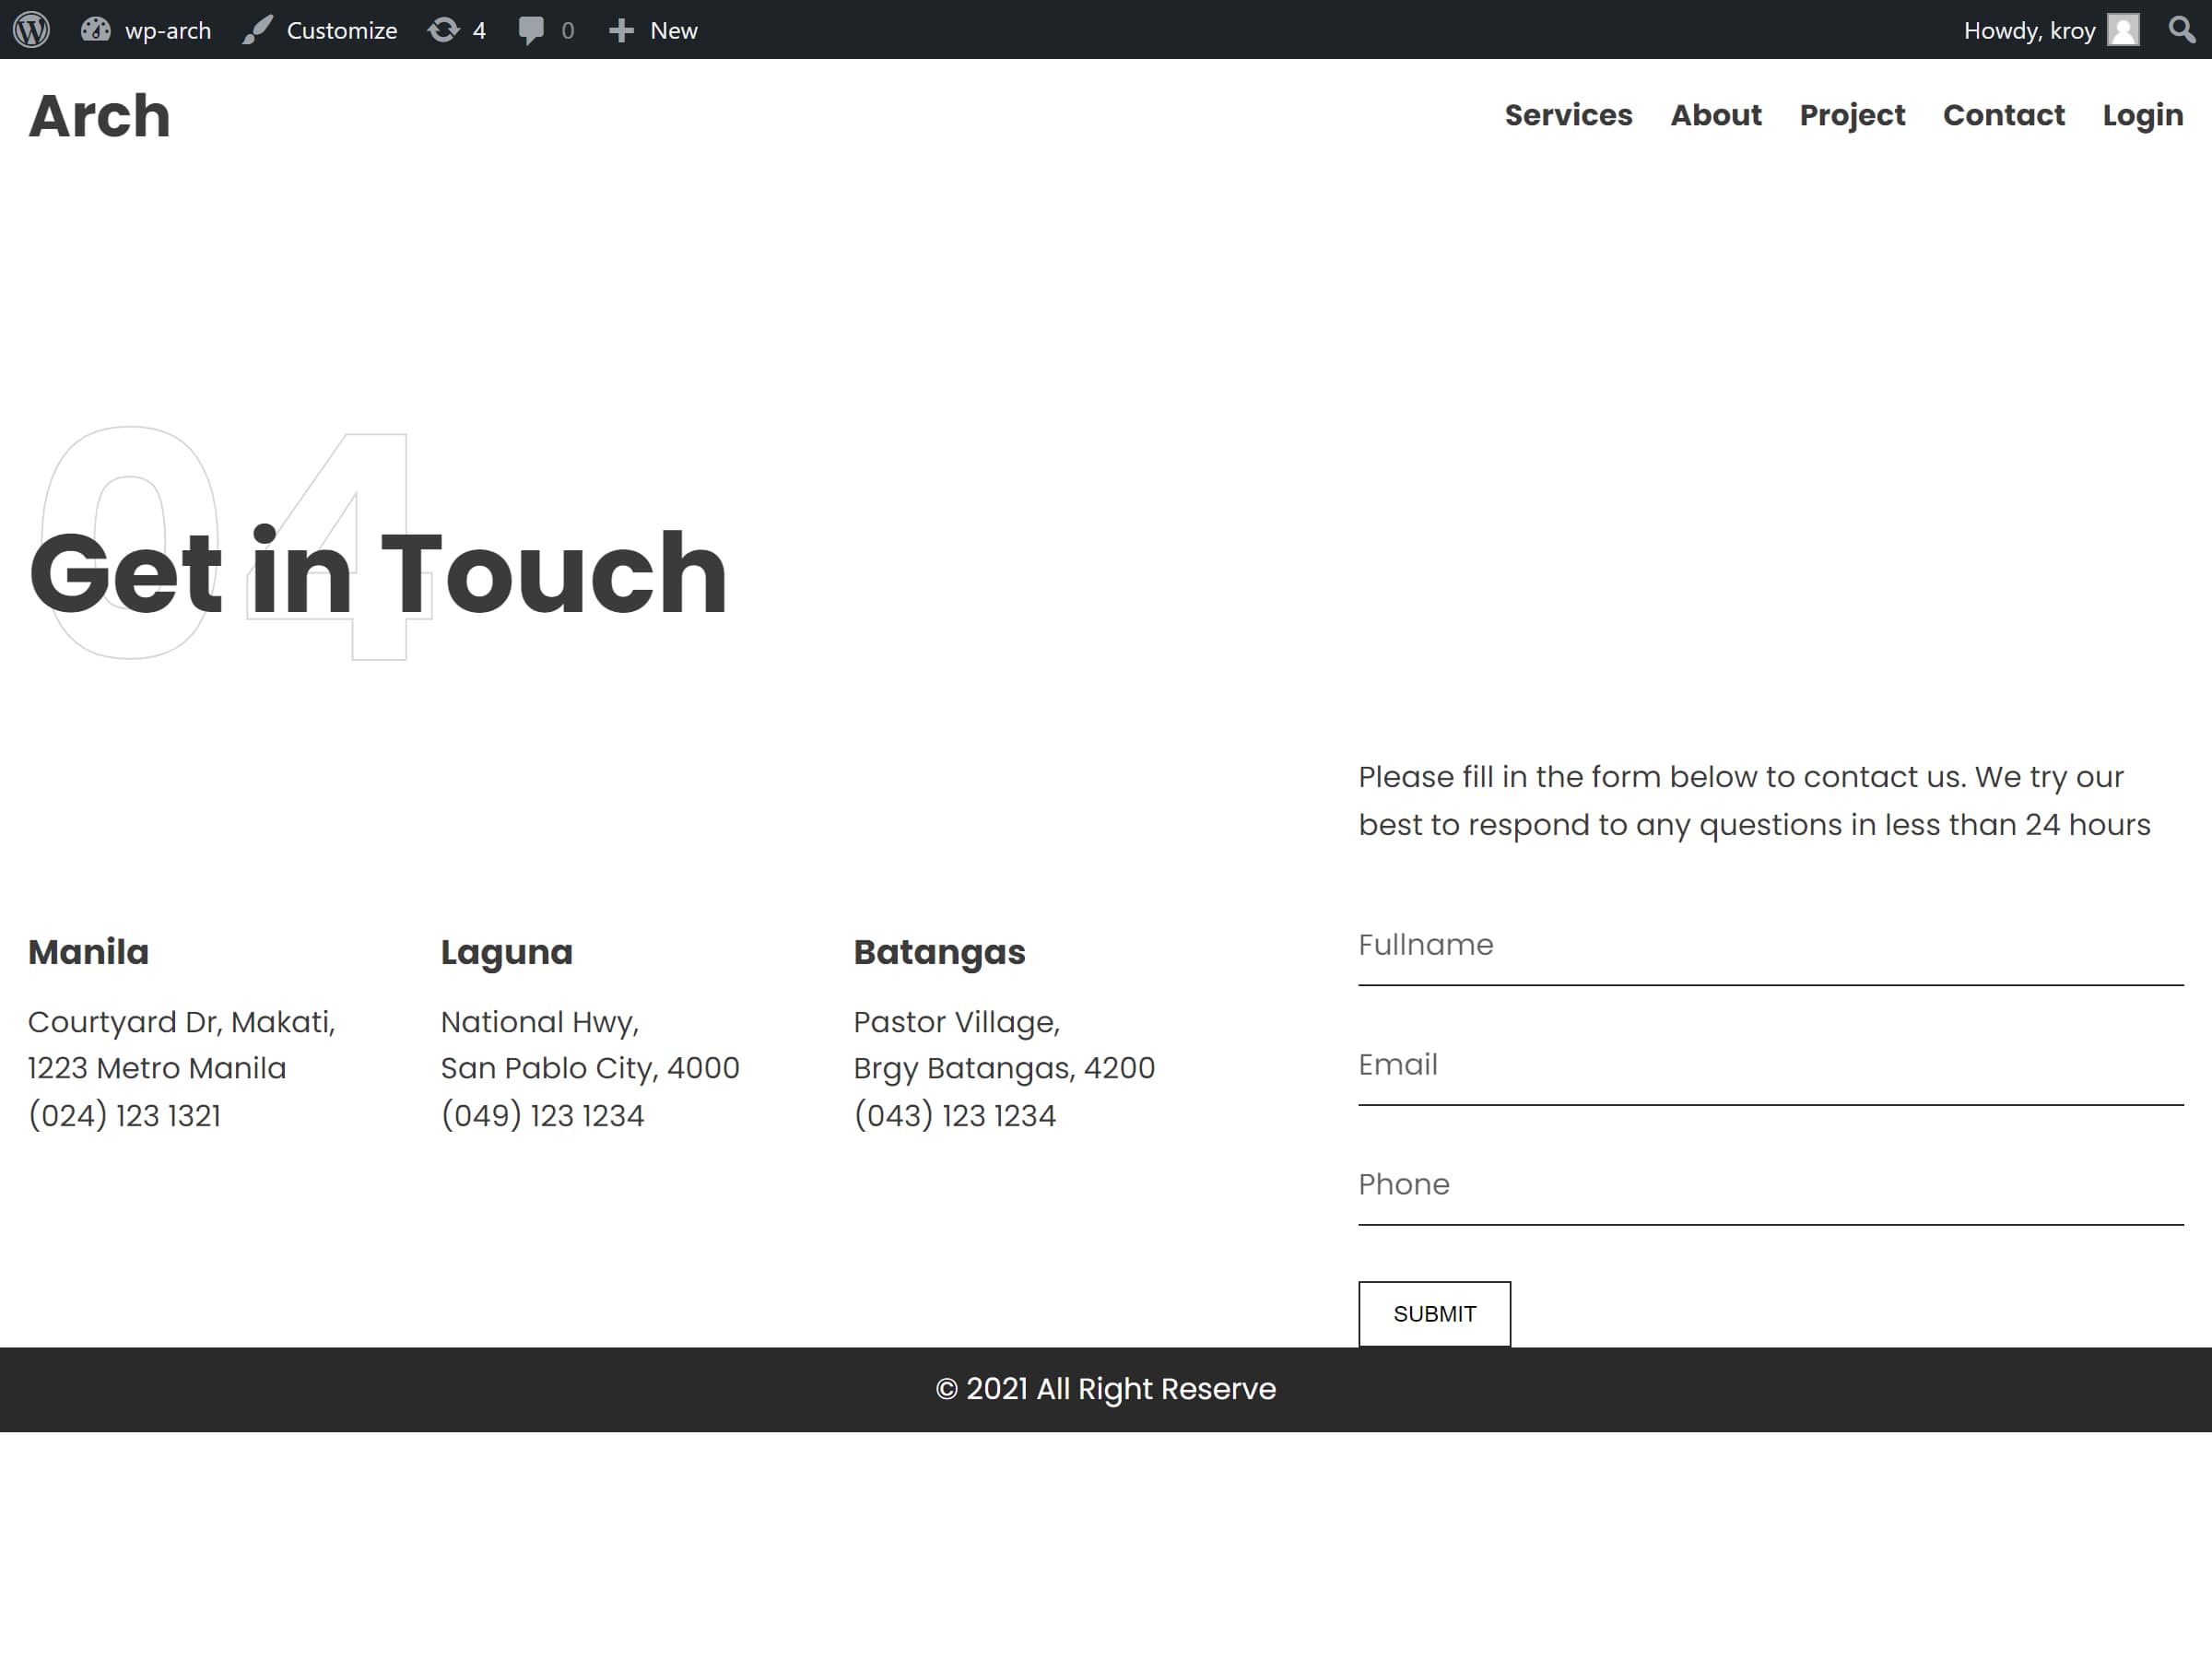 wp-arch Customize 4 0 New Howdy, kroy
Arch
Services About Project Contact Login
04
Get in Touch
Please fill in the form below to contact us. We try our
best to respond to any questions in less than 24 hours
Manila
Courtyard Dr, Makati,
1223 Metro Manila
(024) 123 1321
Laguna
National Hwy,
San Pablo City, 4000
(049) 123 1234
Batangas
Pastor Village,
Brgy Batangas, 4200
(043) 123 1234
Fullname
Email
Phone
SUBMIT
© 2021 All Right Reserve